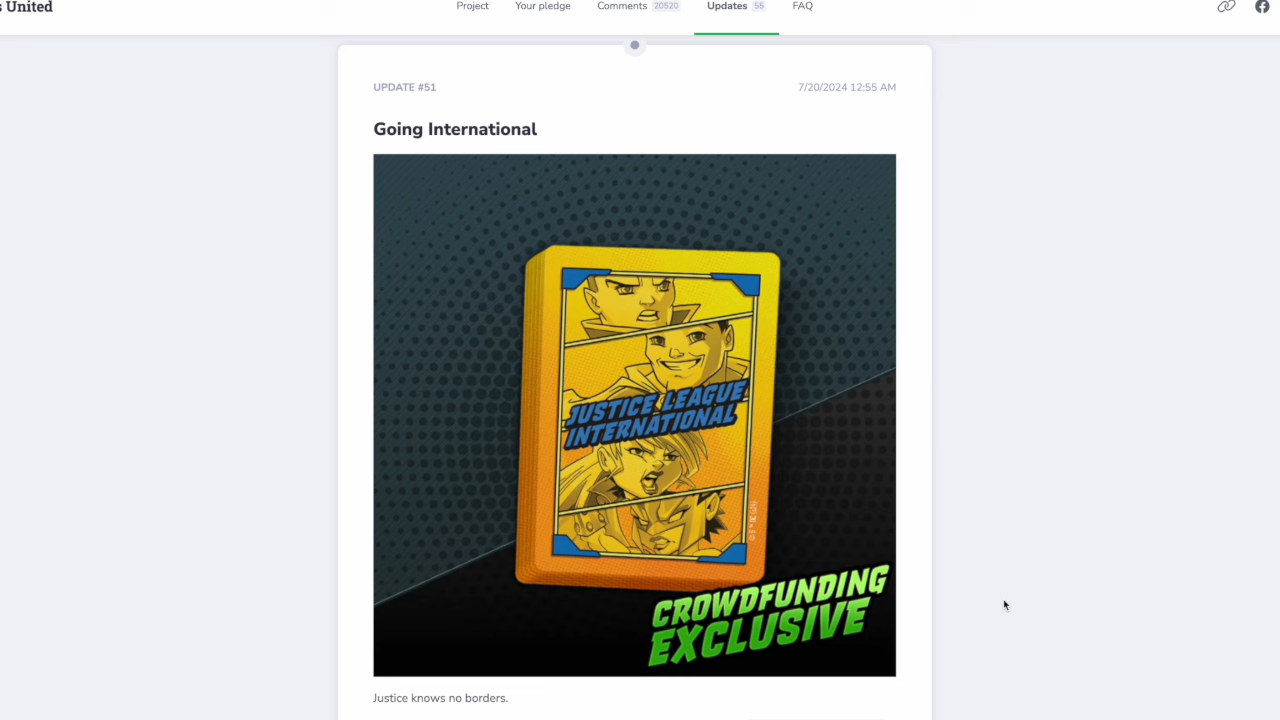 s United
Project
Your pledge
Comments 20520
Updates 55
FAQ
UPDATE #51
7/20/2024 12:55 AM
Going International
JUSTICE LEAGUE
INTERNATIONAL
CROWDFUNDING
EXCLUSIVE
Justice knows no borders.